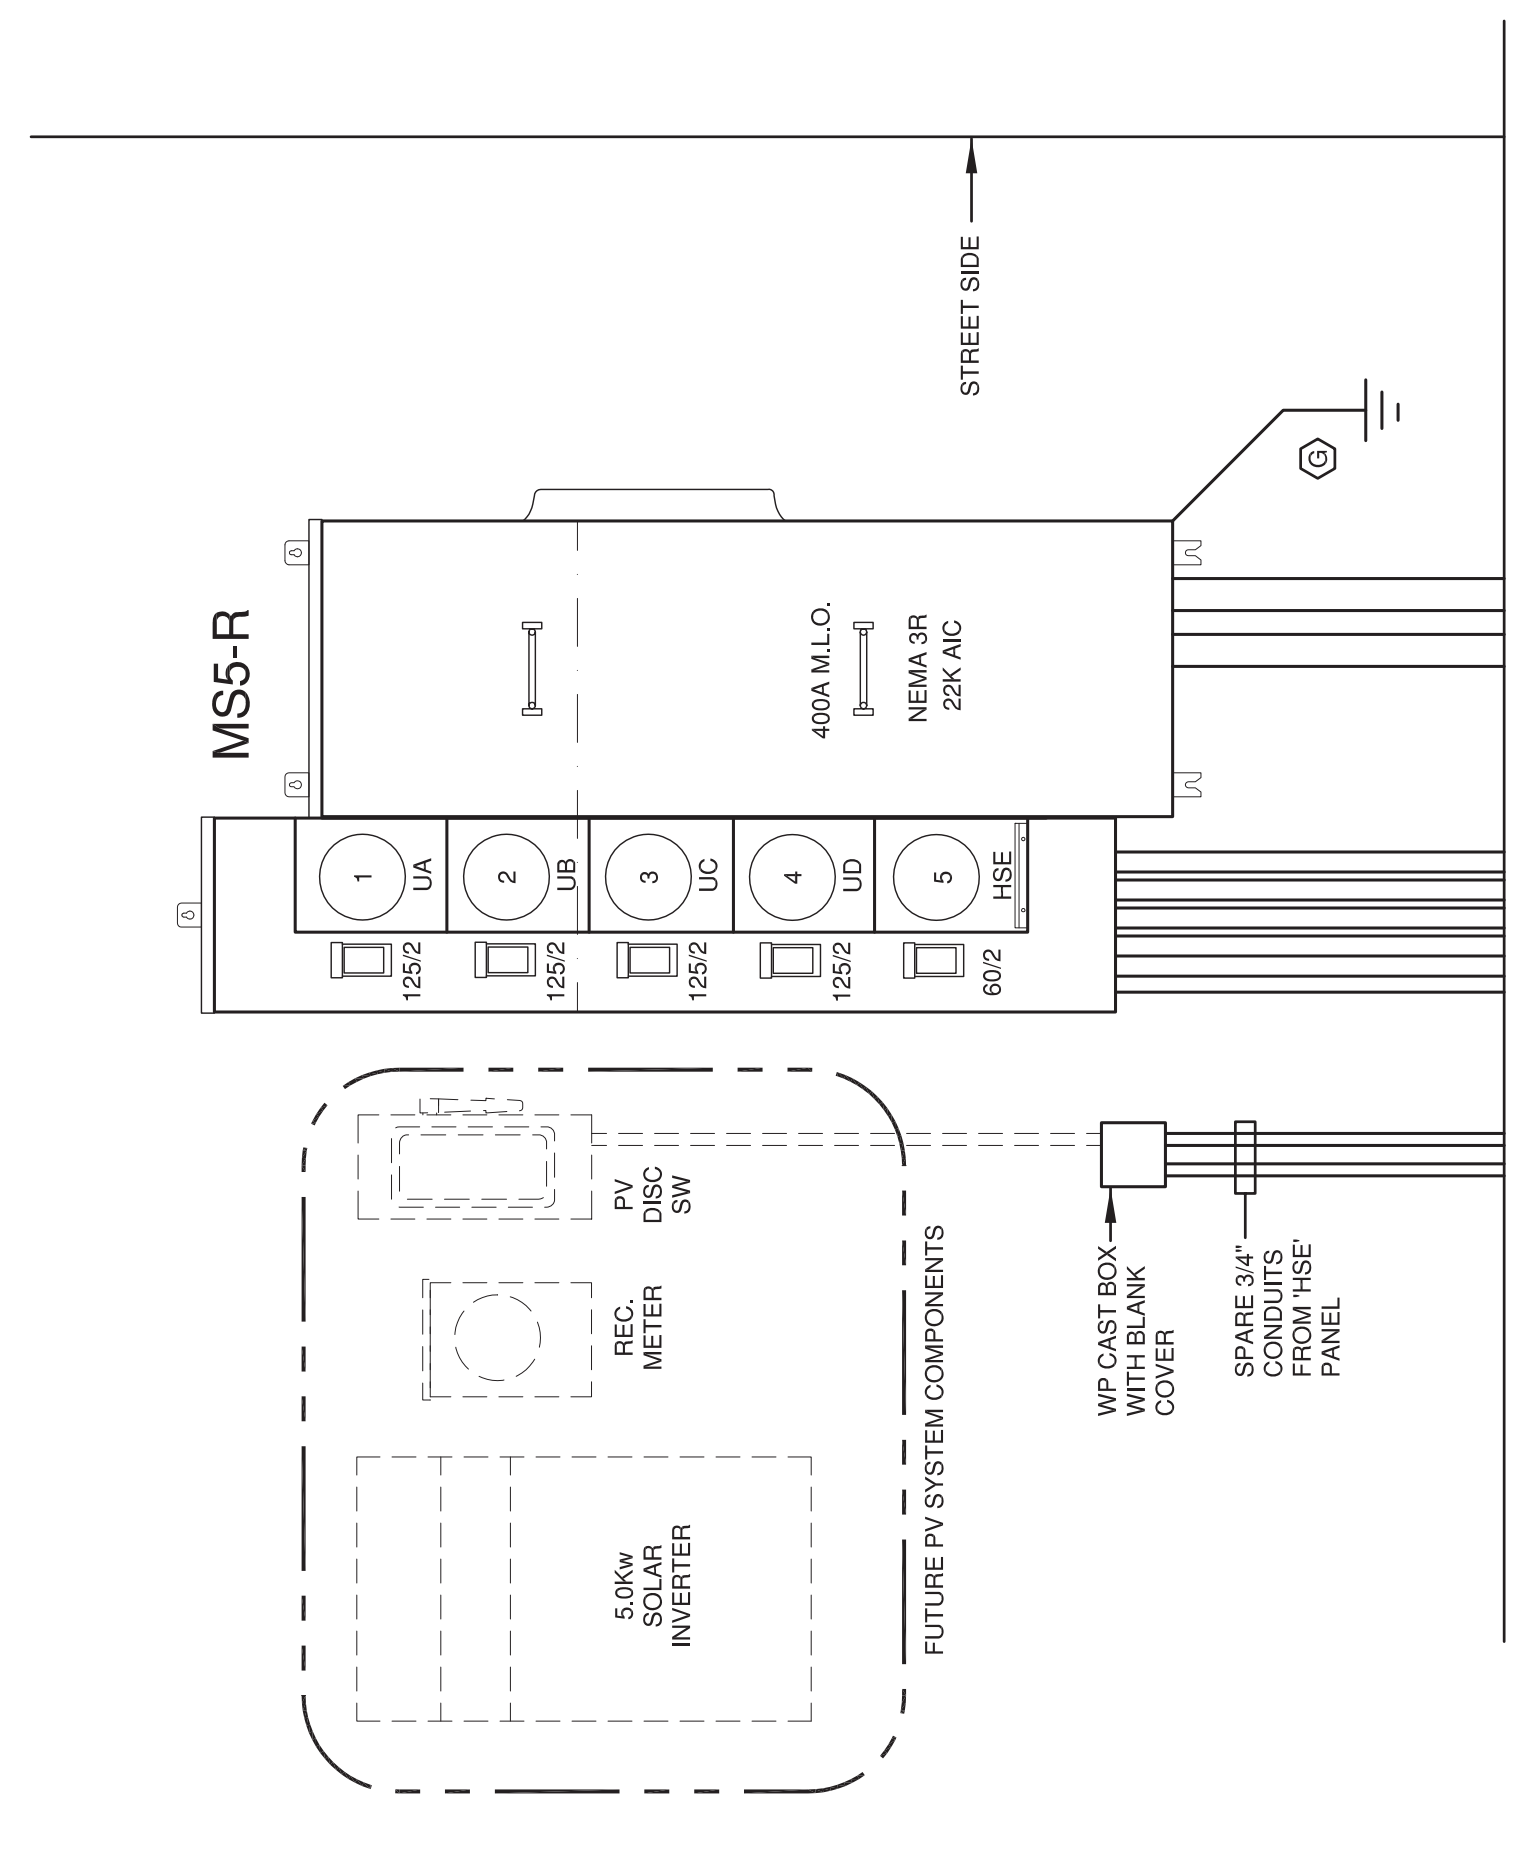 MS5-R
5.0Kw
SOLAR
INVERTER
REC.
METER
PV
DISC
SW
FUTURE PV SYSTEM COMPONENTS
125/2
1
UA
125/2
2
UB
125/2
3
UC
125/2
4
UD
60/2
5
HSE
400A M.L.O.
NEMA 3R
22K AIC
STREET SIDE
G
WP CAST BOX
WITH BLANK
COVER
SPARE 3/4"
CONDUITS
FROM 'HSE'
PANEL